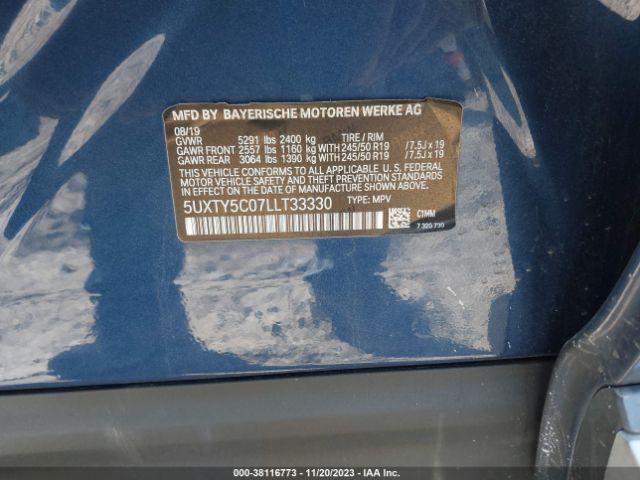 MFD BY BAYERISCHE MOTOREN WERKE AG
08/19
GVWR 5291 lbs 2400 kg TIRE / RIM
GAWR FRONT 2557 lbs 1160 kg WITH 245/50 R19 /7.5J x 19
GAWR REAR 3064 lbs 1390 kg WITH 245/50 R19 /7.5J x 19
THIS VEHICLE CONFORMS TO ALL APPLICABLE U. S. FEDERAL
MOTOR VEHICLE SAFETY AND THEFT PREVENTION STANDARDS
IN EFFECT ON THE DATE OF MANUFACTURE SHOWN ABOVE.
5UXTY5C07LLT33330 TYPE: MPV
C1MM
7 320 730
000-38116773 - 11/20/2023 - IAA Inc.